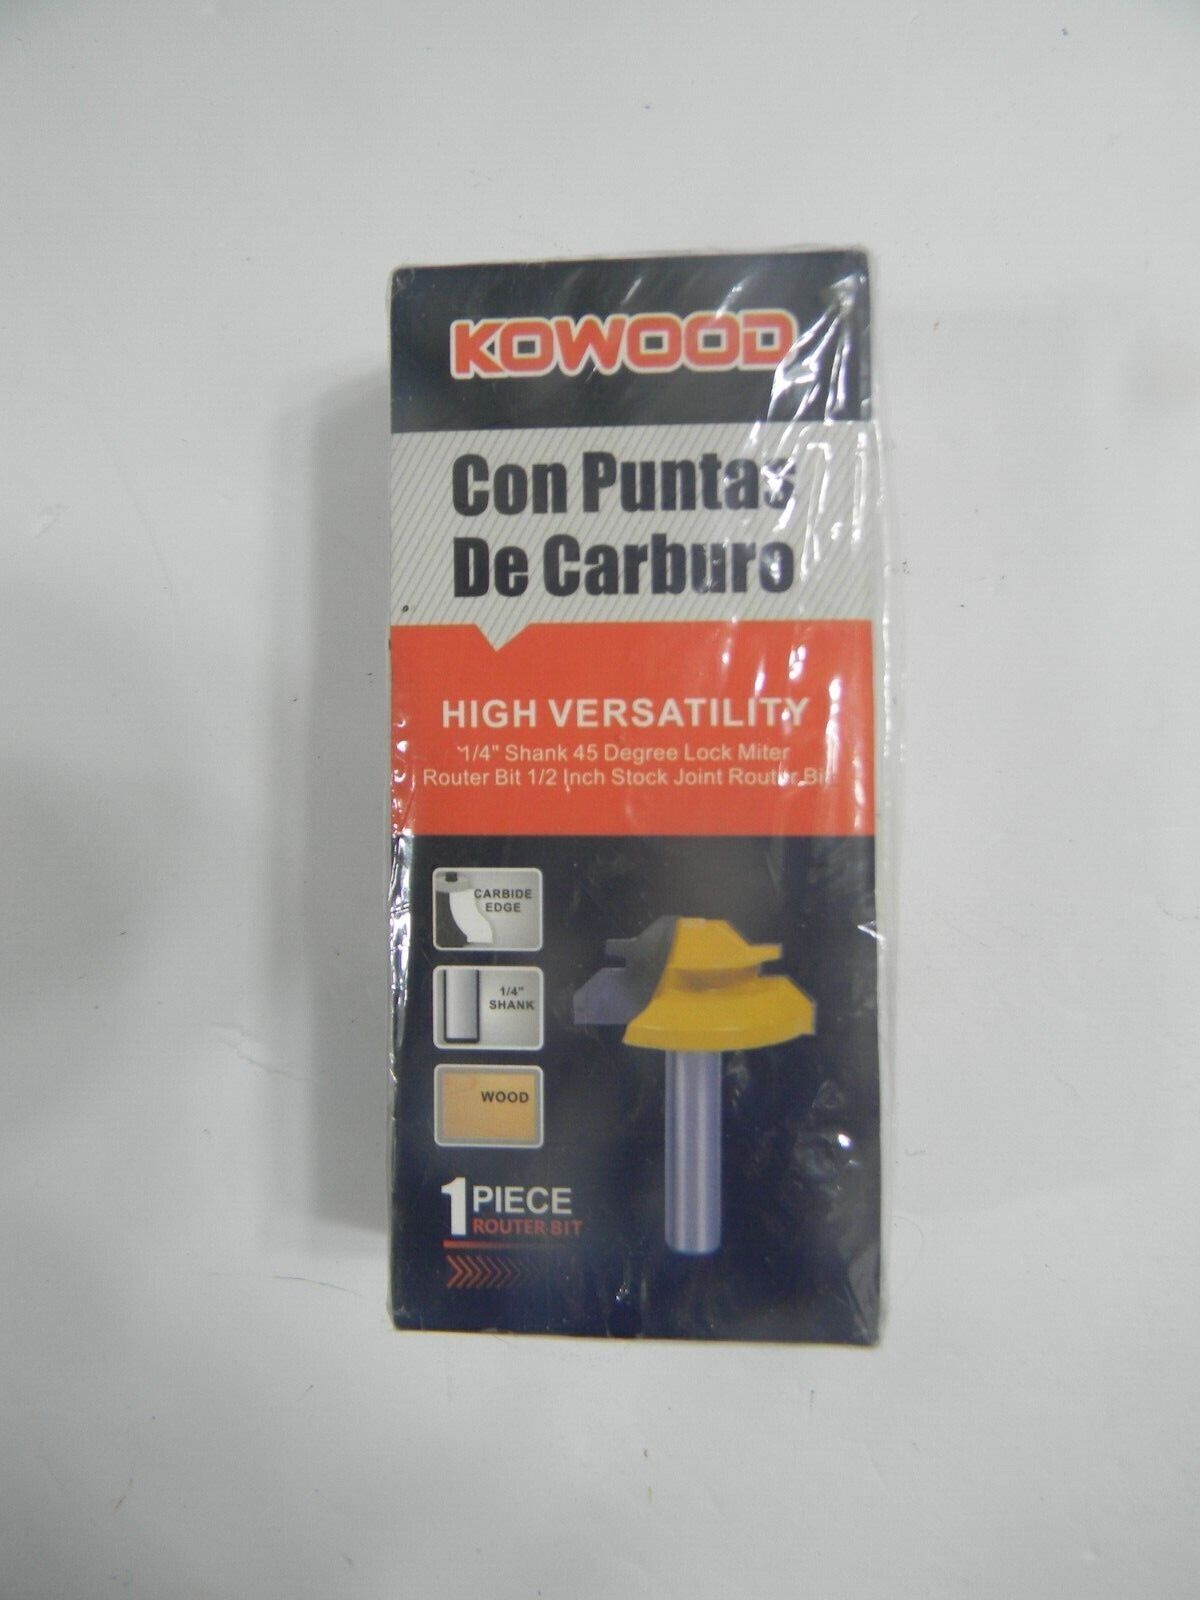 KOWOOD
Con Puntas
De Carburo
HIGH VERSATILITY
1/4" Shank 45 Degree Lock Miter
Router Bit 1/2 Inch Stock Joint Router Bit
CARBIDE
EDGE
1/4"
SHANK
WOOD
1 PIECE
ROUTER BIT